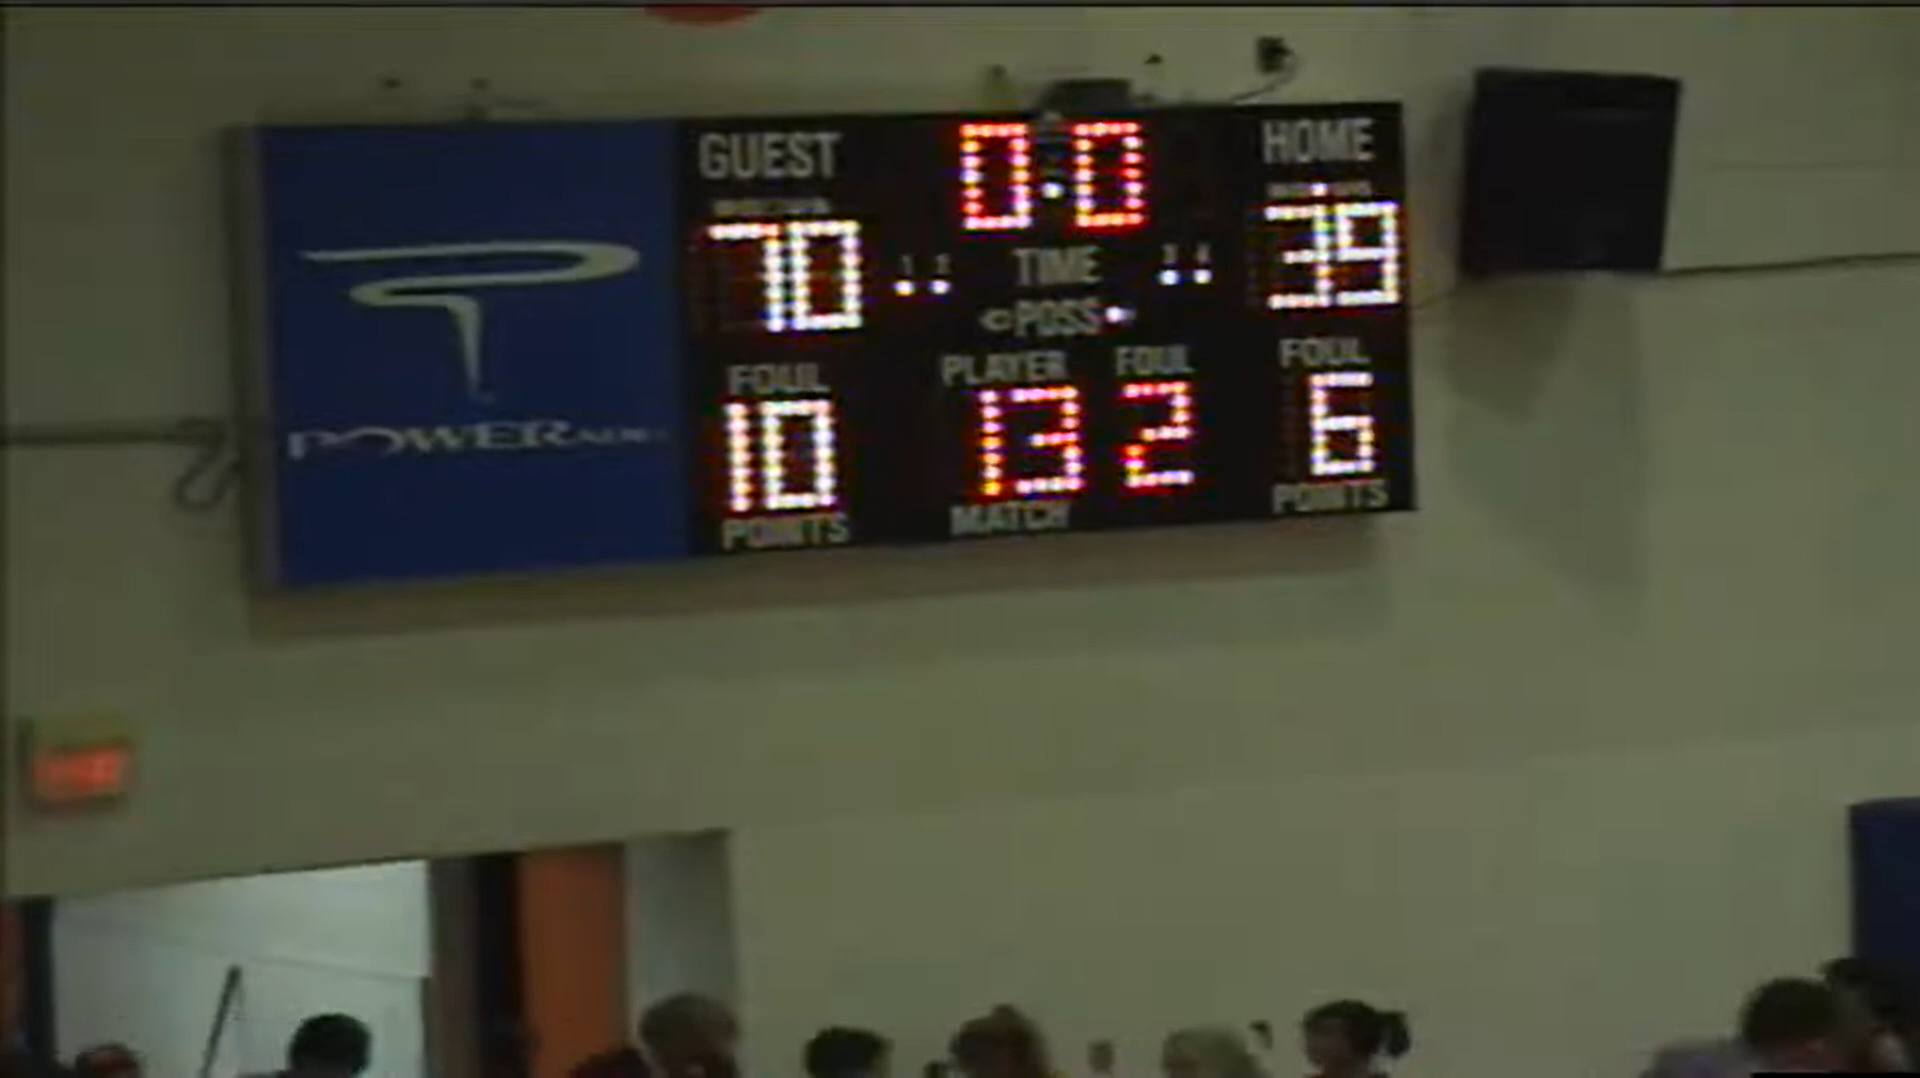 GUEST 0:0 HOME
70 TIME 39
POSS
FOUL PLAYER FOUL FOUL
10 13 2 6
POINTS MATCH POINTS
POWERADE